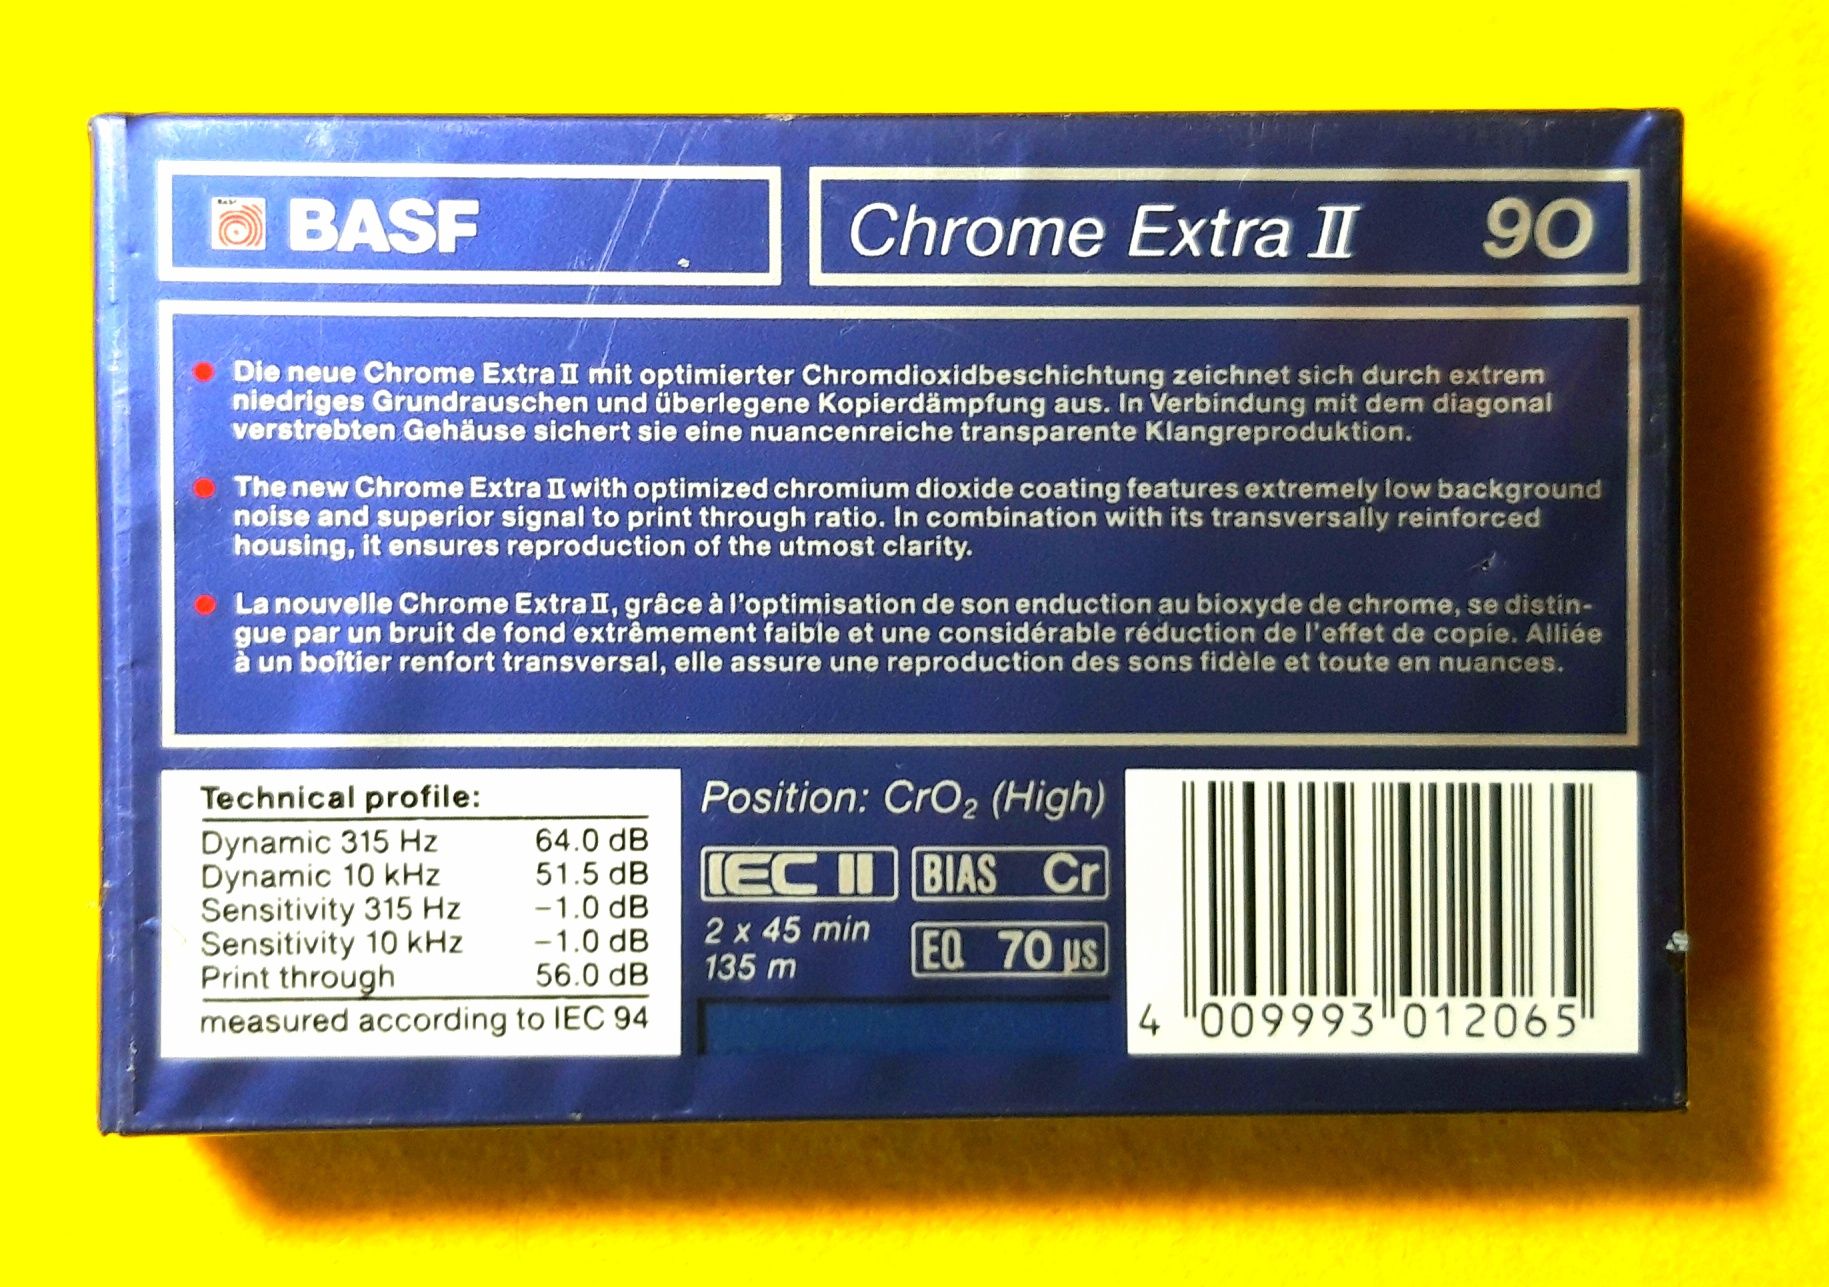 BASF
Chrome Extra II 90
Die neue Chrome Extra II mit optimierter Chromdioxidbeschichtung zeichnet sich durch extrem
niedriges Grundrauschen und überlegene Kopierdämpfung aus. In Verbindung mit dem diagonal
verstrebten Gehäuse sichert sie eine nuancenreiche transparente Klangreproduktion.
The new Chrome Extra II with optimized chromium dioxide coating features extremely low background
noise and superior signal to print through ratio. In combination with its transversally reinforced
housing, it ensures reproduction of the utmost clarity.
La nouvelle Chrome Extra II, grâce à l'optimisation de son enduction au bioxyde de chrome, se distin-
gue par un bruit de fond extrêmement faible et une considérable réduction de l'effet de copie. Alliée
à un boîtier renfort transversal, elle assure une reproduction des sons fidèle et toute en nuances.
Technical profile:
Dynamic 315 Hz 64.0 dB
Dynamic 10 kHz 51.5 dB
Sensitivity 315 Hz –1.0 dB
Sensitivity 10 kHz –1.0 dB
Print through 56.0 dB
measured according to IEC 94
Position: CrO₂ (High)
IEC II BIAS Cr
2 x 45 min
135 m
EQ 70 µs
4 009993 012065